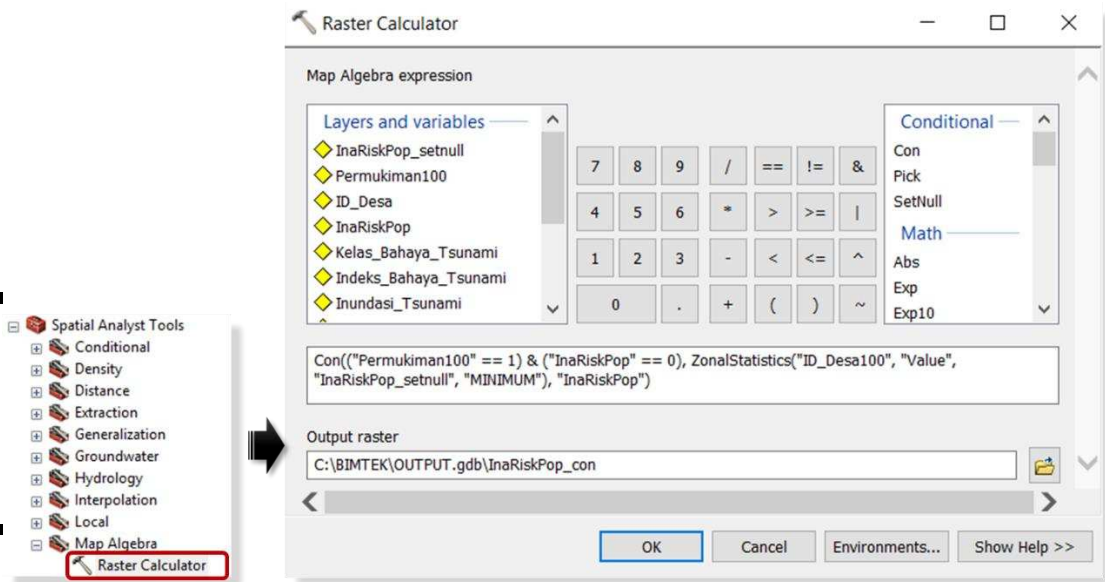 Spatial Analyst Tools
Conditional
Density
Distance
Extraction
Generalization
Groundwater
Hydrology
Interpolation
Local
Map Algebra
Raster Calculator
Raster Calculator
Map Algebra expression
Layers and variables
InaRiskPop_setnull
Permukiman100
ID_Desa
InaRiskPop
Kelas_Bahaya_Tsunami
Indeks_Bahaya_Tsunami
Inundasi_Tsunami
7 8 9 / == != &
4 5 6 * > >= |
1 2 3 - < <= ^
0 . + ( ) ~
Conditional
Con
Pick
SetNull
Math
Abs
Exp
Exp10
Con(("Permukiman100" == 1) & ("InaRiskPop" == 0), ZonalStatistics("ID_Desa100", "Value",
"InaRiskPop_setnull", "MINIMUM"), "InaRiskPop")
Output raster
C:\BIMTEK\OUTPUT.gdb\InaRiskPop_con
OK Cancel Environments... Show Help >>